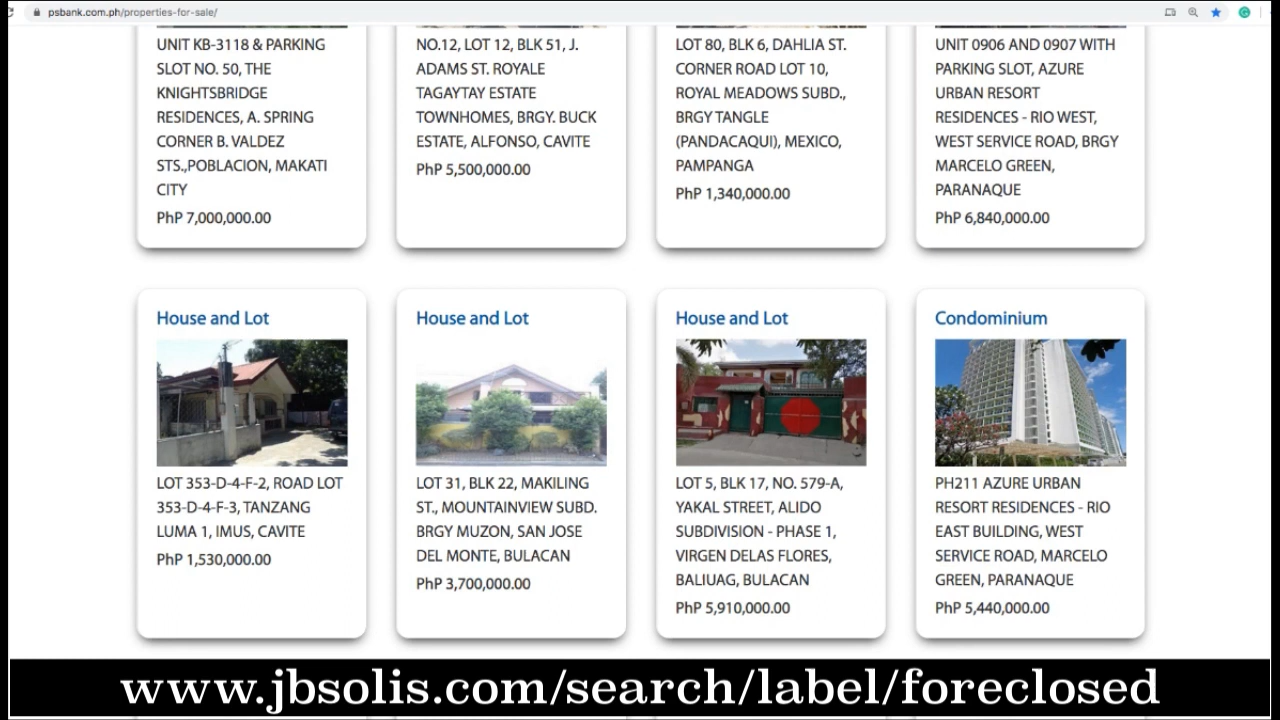 psbank.com.ph/properties-for-sale/
UNIT KB-3118 & PARKING
SLOT NO. 50, THE
KNIGHTSBRIDGE
RESIDENCES, A. SPRING
CORNER B. VALDEZ
STS.,POBLACION, MAKATI
CITY
PhP 7,000,000.00
NO.12, LOT 12, BLK 51, J.
ADAMS ST. ROYALE
TAGAYTAY ESTATE
TOWNHOMES, BRGY. BUCK
ESTATE, ALFONSO, CAVITE
PhP 5,500,000.00
LOT 80, BLK 6, DAHLIA ST.
CORNER ROAD LOT 10,
ROYAL MEADOWS SUBD.,
BRGY TANGLE
(PANDACAQUI), MEXICO,
PAMPANGA
PhP 1,340,000.00
UNIT 0906 AND 0907 WITH
PARKING SLOT, AZURE
URBAN RESORT
RESIDENCES - RIO WEST,
WEST SERVICE ROAD, BRGY
MARCELO GREEN,
PARANAQUE
PhP 6,840,000.00
House and Lot
LOT 353-D-4-F-2, ROAD LOT
353-D-4-F-3, TANZANG
LUMA 1, IMUS, CAVITE
PhP 1,530,000.00
House and Lot
LOT 31, BLK 22, MAKILING
ST., MOUNTAINVIEW SUBD.
BRGY MUZON, SAN JOSE
DEL MONTE, BULACAN
PhP 3,700,000.00
House and Lot
LOT 5, BLK 17, NO. 579-A,
YAKAL STREET, ALIDO
SUBDIVISION - PHASE 1,
VIRGEN DELAS FLORES,
BALIUAG, BULACAN
PhP 5,910,000.00
Condominium
PH211 AZURE URBAN
RESORT RESIDENCES - RIO
EAST BUILDING, WEST
SERVICE ROAD, MARCELO
GREEN, PARANAQUE
PhP 5,440,000.00
www.jbsolis.com/search/label/foreclosed